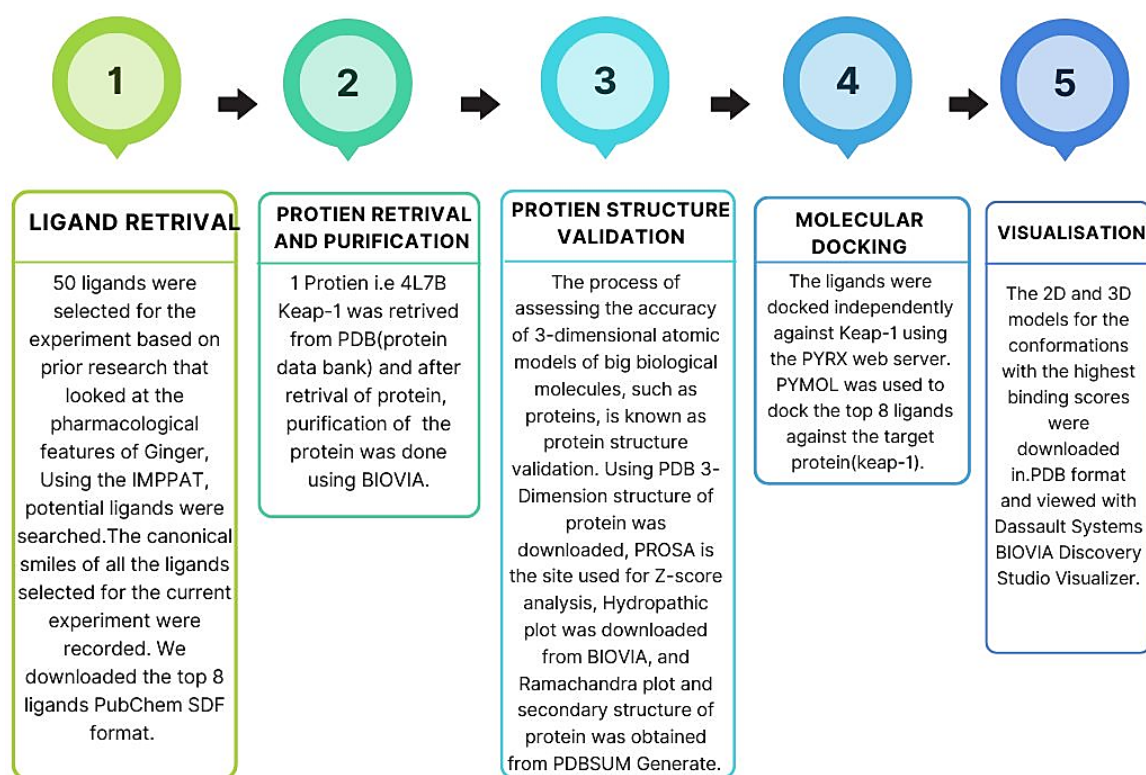 1
2
3
4
5
LIGAND RETRIVAL
50 ligands were
selected for the
experiment based on
prior research that
looked at the
pharmacological
features of Ginger,
Using the IMPPAT,
potential ligands were
searched.The canonical
smiles of all the ligands
selected for the current
experiment were
recorded. We
downloaded the top 8
ligands PubChem SDF
format.
PROTIEN RETRIVAL
AND PURIFICATION
1 Protien i.e 4L7B
Keap-1 was retrived
from PDB(protein
data bank) and after
retrival of protein,
purification of the
protein was done
using BIOVIA.
PROTIEN STRUCTURE
VALIDATION
The process of
assessing the accuracy
of 3-dimensional atomic
models of big biological
molecules, such as
proteins, is known as
protein structure
validation. Using PDB 3-
Dimension structure of
protein was
downloaded, PROSA is
the site used for Z-score
analysis, Hydropathic
plot was downloaded
from BIOVIA, and
Ramachandra plot and
secondary structure of
protein was obtained
from PDBSUM Generate.
MOLECULAR
DOCKING
The ligands were
docked independently
against Keap-1 using
the PYRX web server.
PYMOL was used to
dock the top 8 ligands
against the target
protein(keap-1).
VISUALISATION
The 2D and 3D
models for the
conformations
with the highest
binding scores
were
downloaded
in.PDB format
and viewed with
Dassault Systems
BIOVIA Discovery
Studio Visualizer.